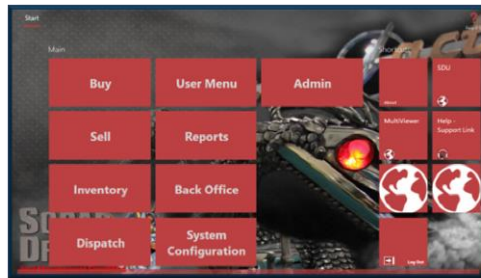 Start
?
Main
Buy
User Menu
Admin
SDU
Sell
Reports
MultiViewer
Help -
Support Link
Inventory
Back Office
Dispatch
System
Configuration
Log Out